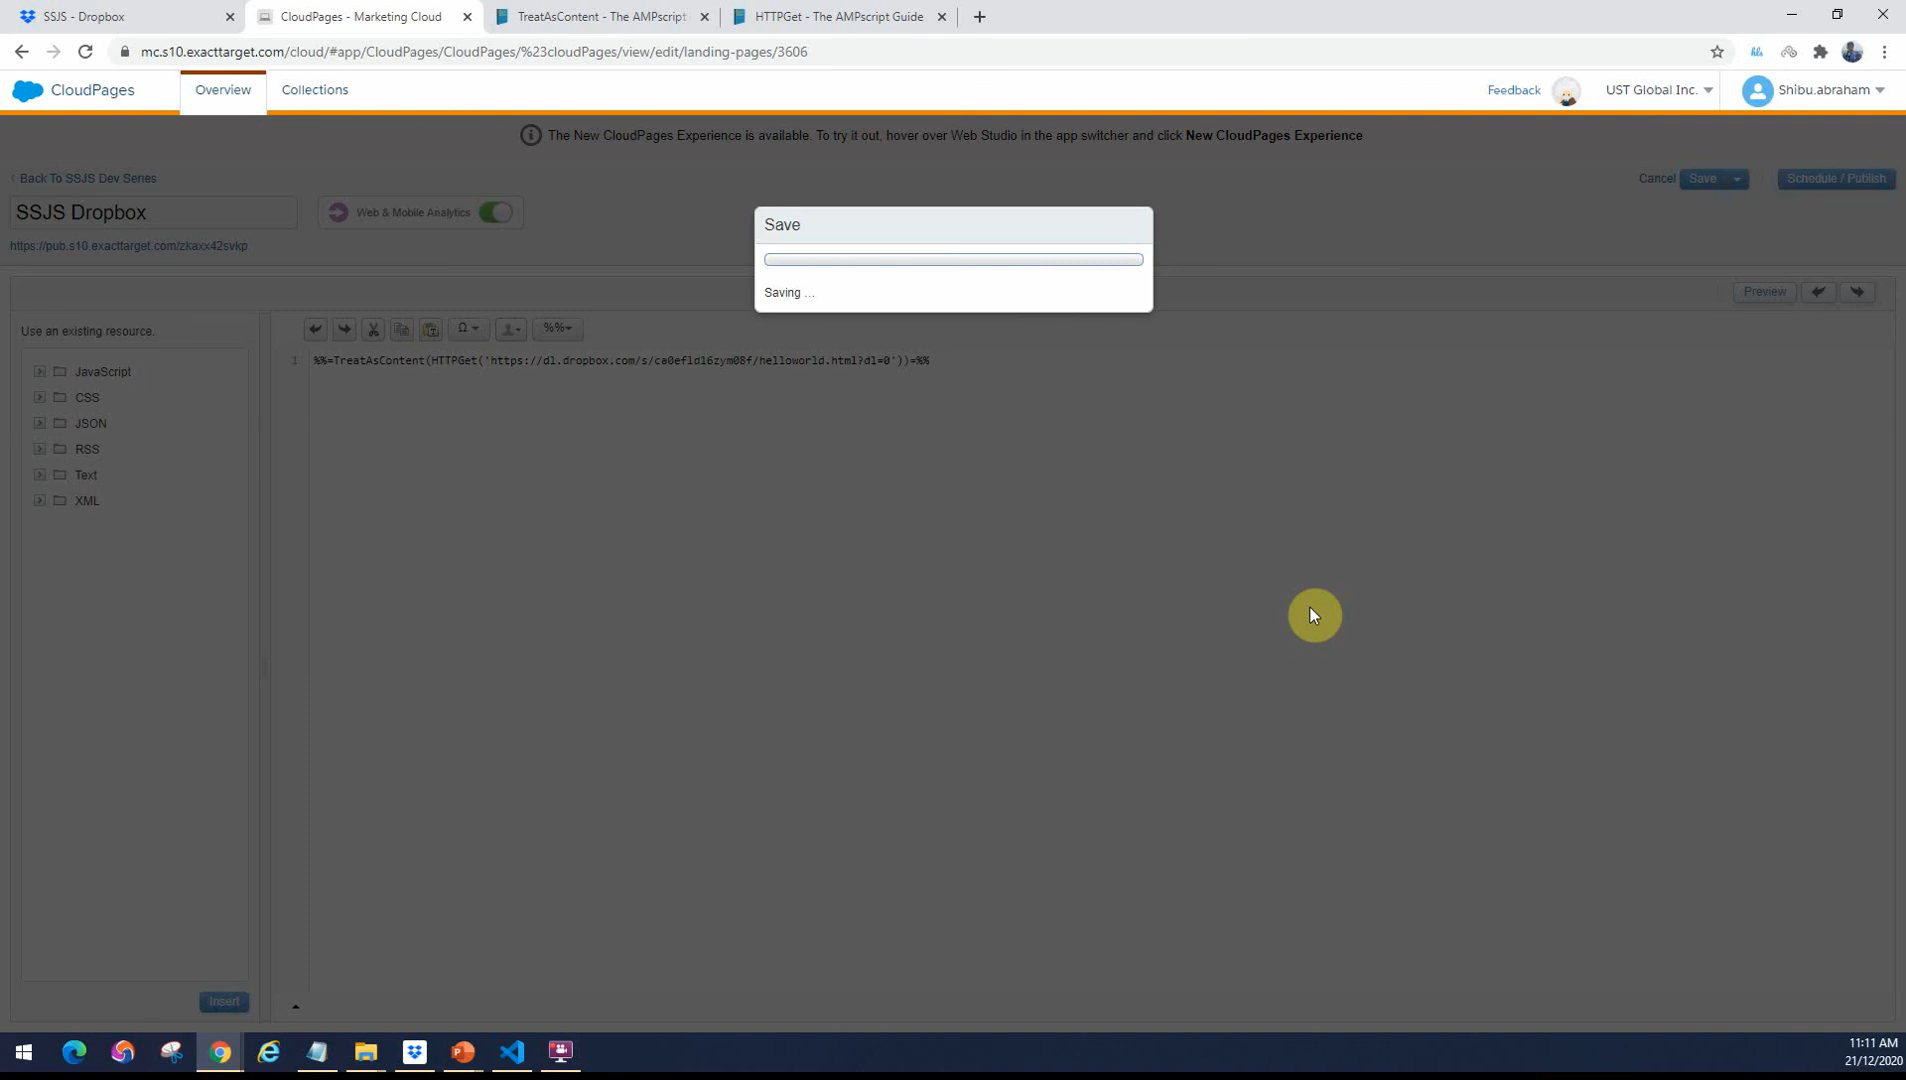 SSJS - Dropbox
CloudPages - Marketing Cloud
TreatAsContent - The AMPscript
HTTPGet - The AMPscript Guide
mc.s10.exacttarget.com/cloud/#app/CloudPages/CloudPages/%23cloudPages/view/edit/landing-pages/3606
CloudPages
Overview
Collections
Feedback
UST Global Inc.
Shibu.abraham
The New CloudPages Experience is available. To try it out, hover over Web Studio in the app switcher and click New CloudPages Experience
Back To SSJS Dev Series
Cancel
Save
Schedule / Publish
SSJS Dropbox
Web & Mobile Analytics
https://pub.s10.exacttarget.com/zkaxx42svkp
Save
Saving ...
Preview
Use an existing resource.
Ω
%%
JavaScript
CSS
JSON
RSS
Text
XML
1 %%=TreatAsContent(HTTPGet('https://dl.dropbox.com/s/ca0efld16zym08f/helloworld.html?dl=0'))=%%
Insert
11:11 AM
21/12/2020